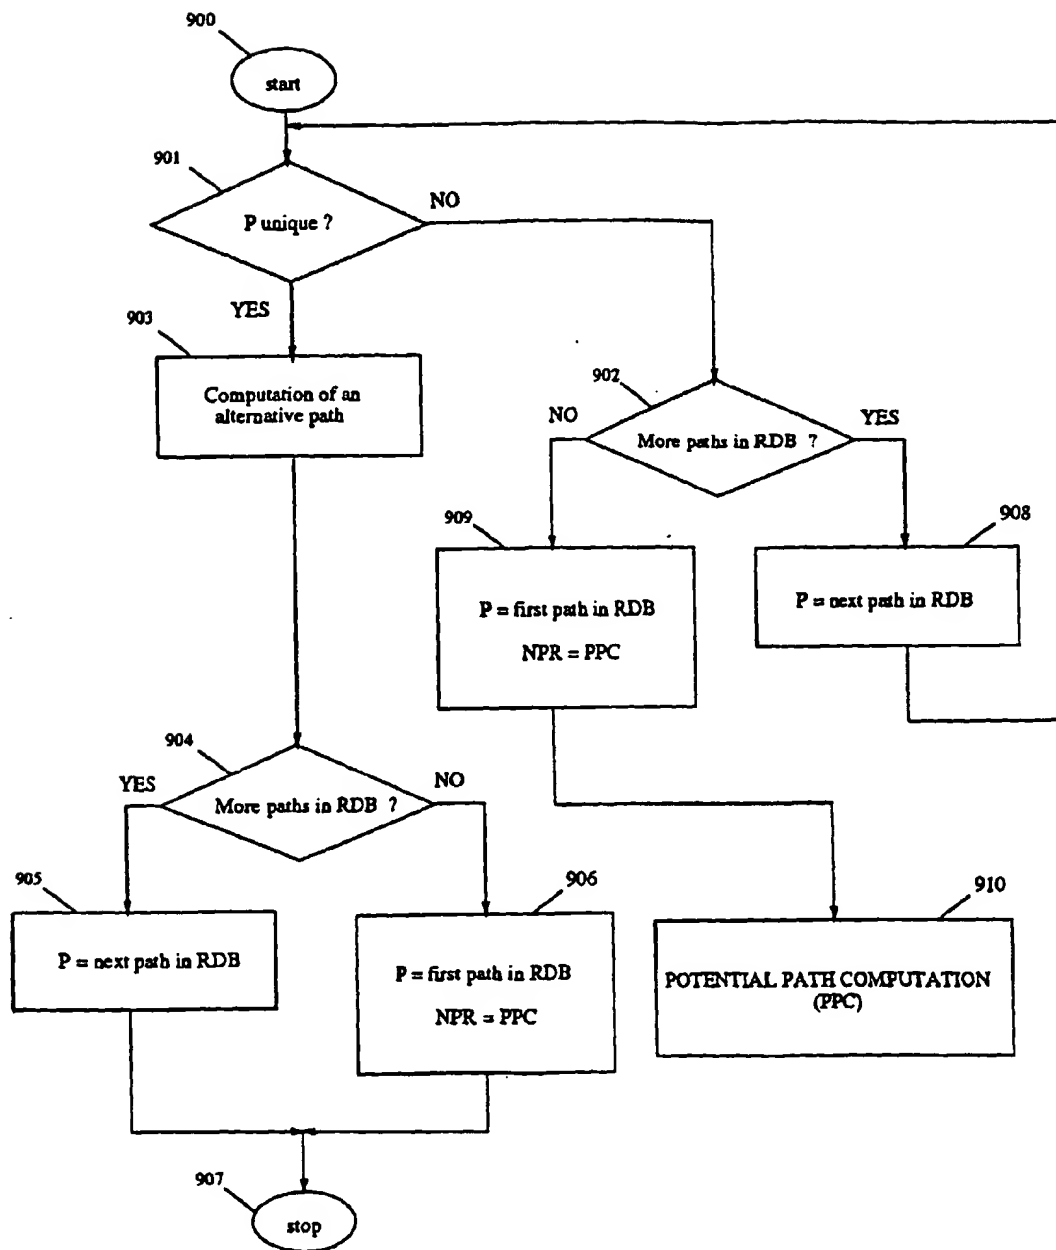 900
start
901
P unique ?
NO
YES
903
Computation of an
alternative path
902
NO
More paths in RDB ?
YES
909
908
P = first path in RDB
NPR = PPC
P = next path in RDB
904
YES
More paths in RDB ?
NO
905
906
910
P = next path in RDB
P = first path in RDB
NPR = PPC
POTENTIAL PATH COMPUTATION
(PPC)
907
stop